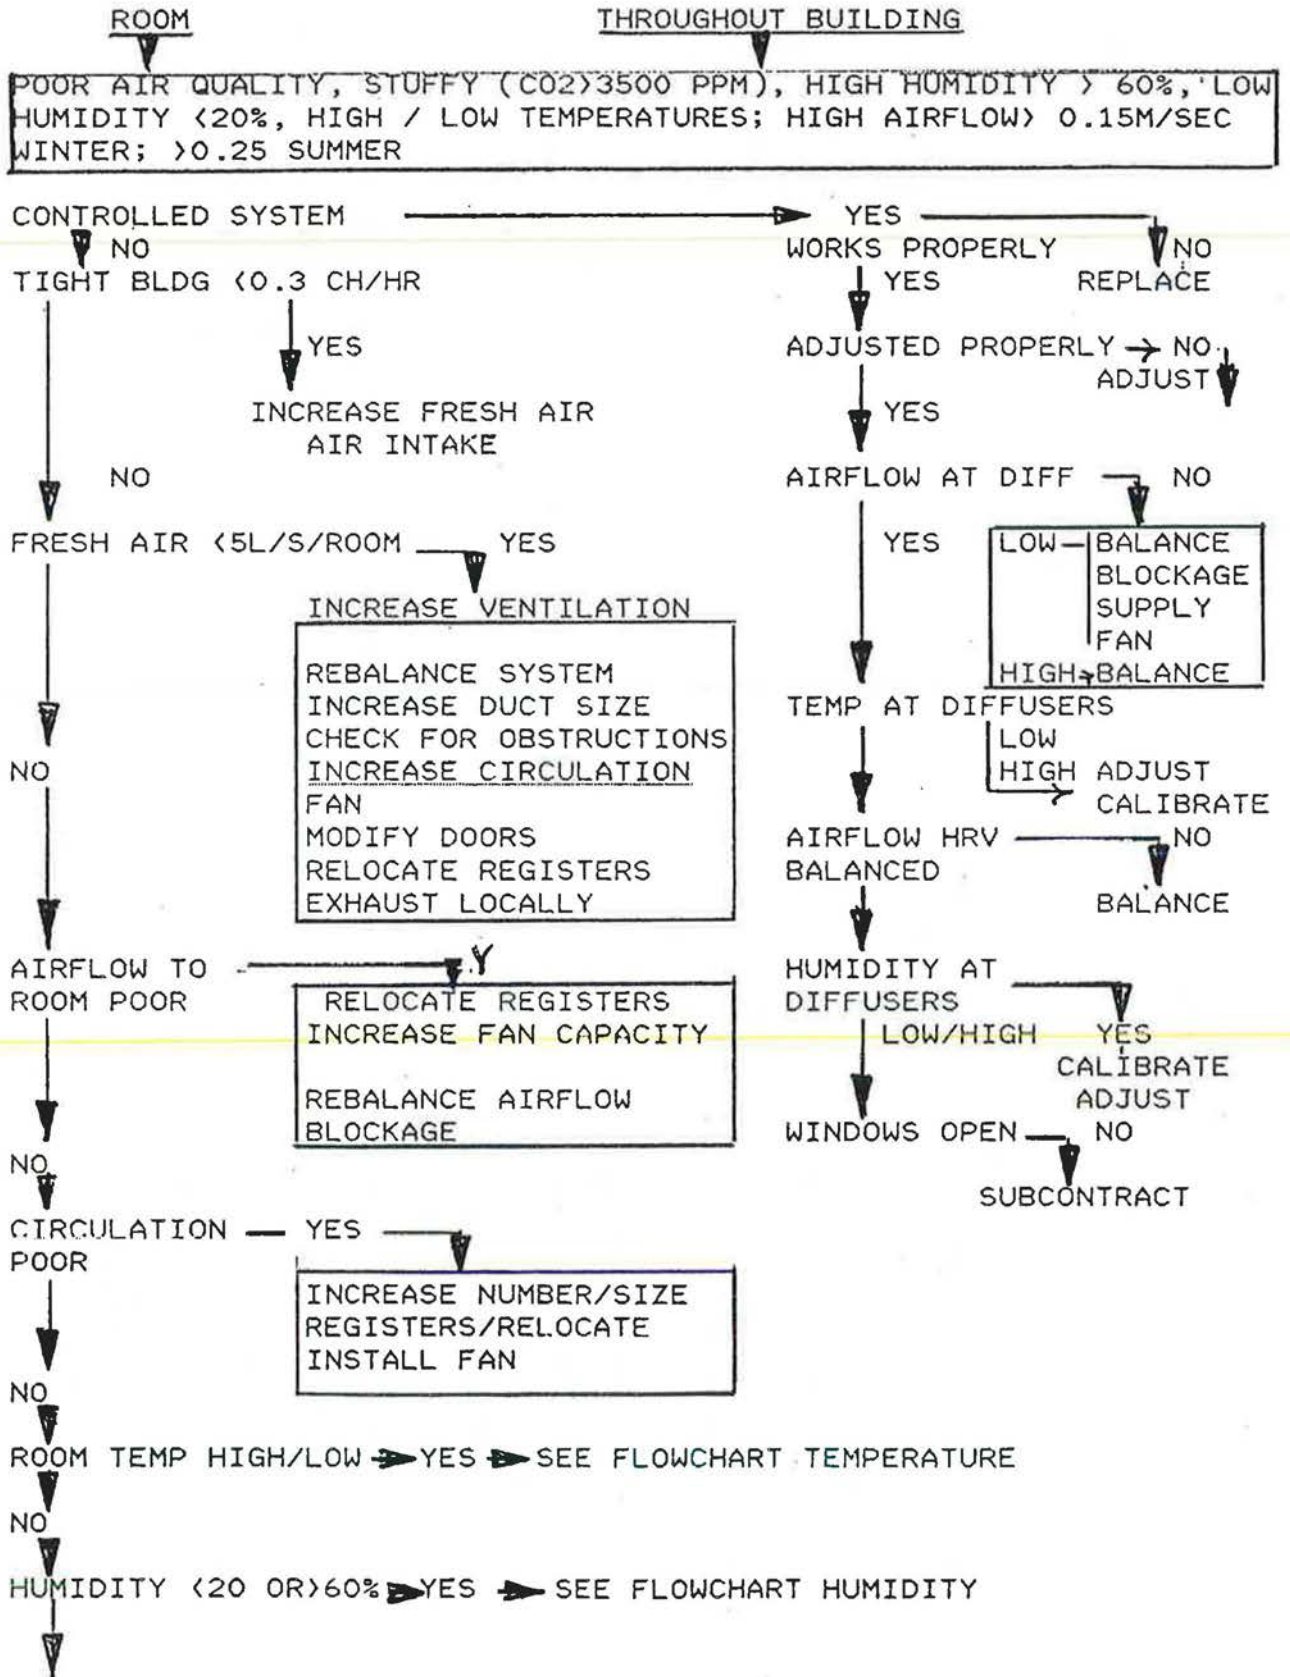 ROOM THROUGHOUT BUILDING
POOR AIR QUALITY, STUFFY (CO2>3500 PPM), HIGH HUMIDITY > 60%, LOW
HUMIDITY <20%, HIGH / LOW TEMPERATURES; HIGH AIRFLOW> 0.15M/SEC
WINTER; >0.25 SUMMER
CONTROLLED SYSTEM YES
NO WORKS PROPERLY NO
TIGHT BLDG <0.3 CH/HR YES REPLACE
YES ADJUSTED PROPERLY → NO
ADJUST
INCREASE FRESH AIR YES
AIR INTAKE
NO AIRFLOW AT DIFF NO
FRESH AIR <5L/S/ROOM YES YES LOW BALANCE
BLOCKAGE
INCREASE VENTILATION SUPPLY
FAN
REBALANCE SYSTEM HIGH→BALANCE
INCREASE DUCT SIZE TEMP AT DIFFUSERS
CHECK FOR OBSTRUCTIONS LOW
NO INCREASE CIRCULATION HIGH ADJUST
FAN CALIBRATE
MODIFY DOORS AIRFLOW HRV NO
RELOCATE REGISTERS BALANCED
EXHAUST LOCALLY BALANCE
Y
AIRFLOW TO HUMIDITY AT
ROOM POOR RELOCATE REGISTERS DIFFUSERS
INCREASE FAN CAPACITY LOW/HIGH YES
CALIBRATE
REBALANCE AIRFLOW ADJUST
BLOCKAGE WINDOWS OPEN NO
NO
SUBCONTRACT
CIRCULATION YES
POOR
INCREASE NUMBER/SIZE
REGISTERS/RELOCATE
INSTALL FAN
NO
ROOM TEMP HIGH/LOW YES SEE FLOWCHART TEMPERATURE
NO
HUMIDITY <20 OR>60% YES SEE FLOWCHART HUMIDITY